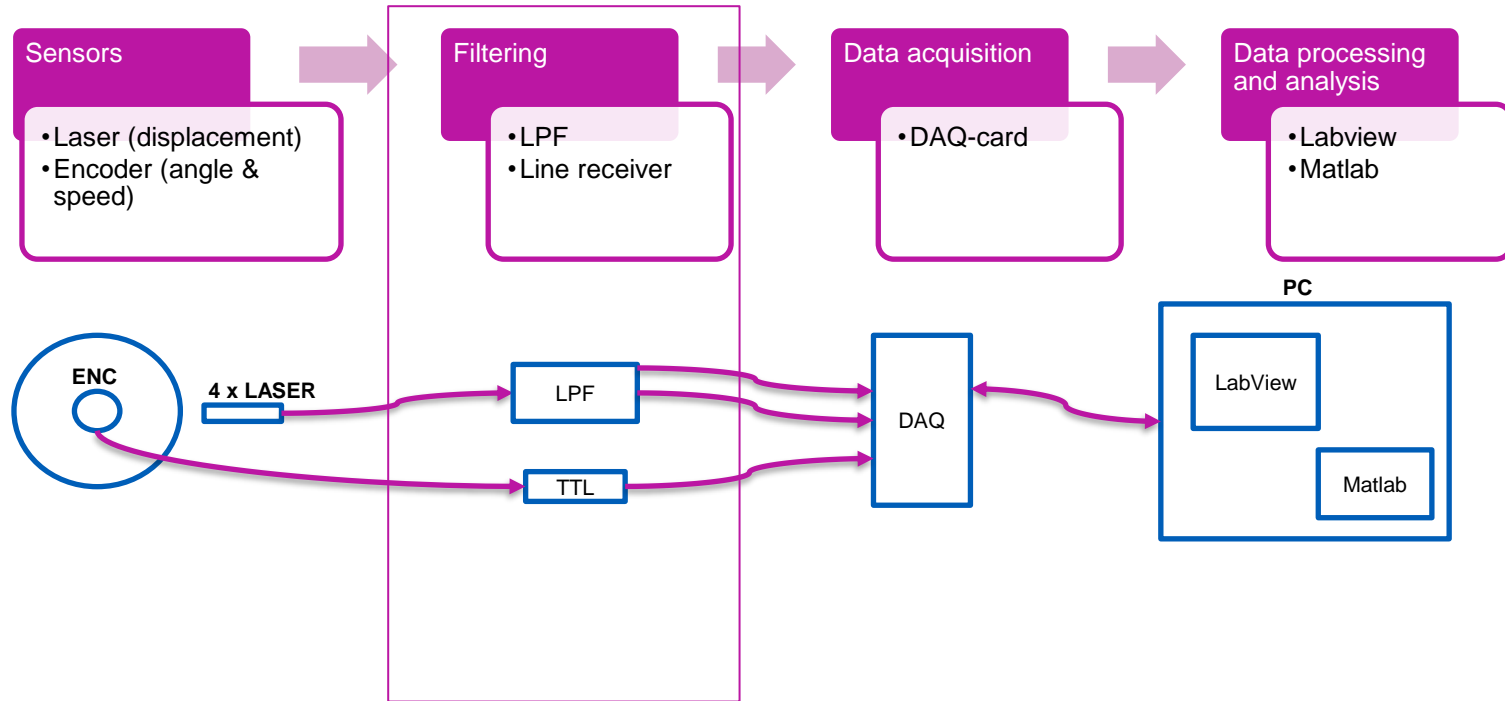 Sensors
•Laser (displacement)
•Encoder (angle &
speed)
Filtering
•LPF
•Line receiver
Data acquisition
•DAQ-card
Data processing
and analysis
•Labview
•Matlab
PC
ENC
4 x LASER
LPF
TTL
DAQ
LabView
Matlab